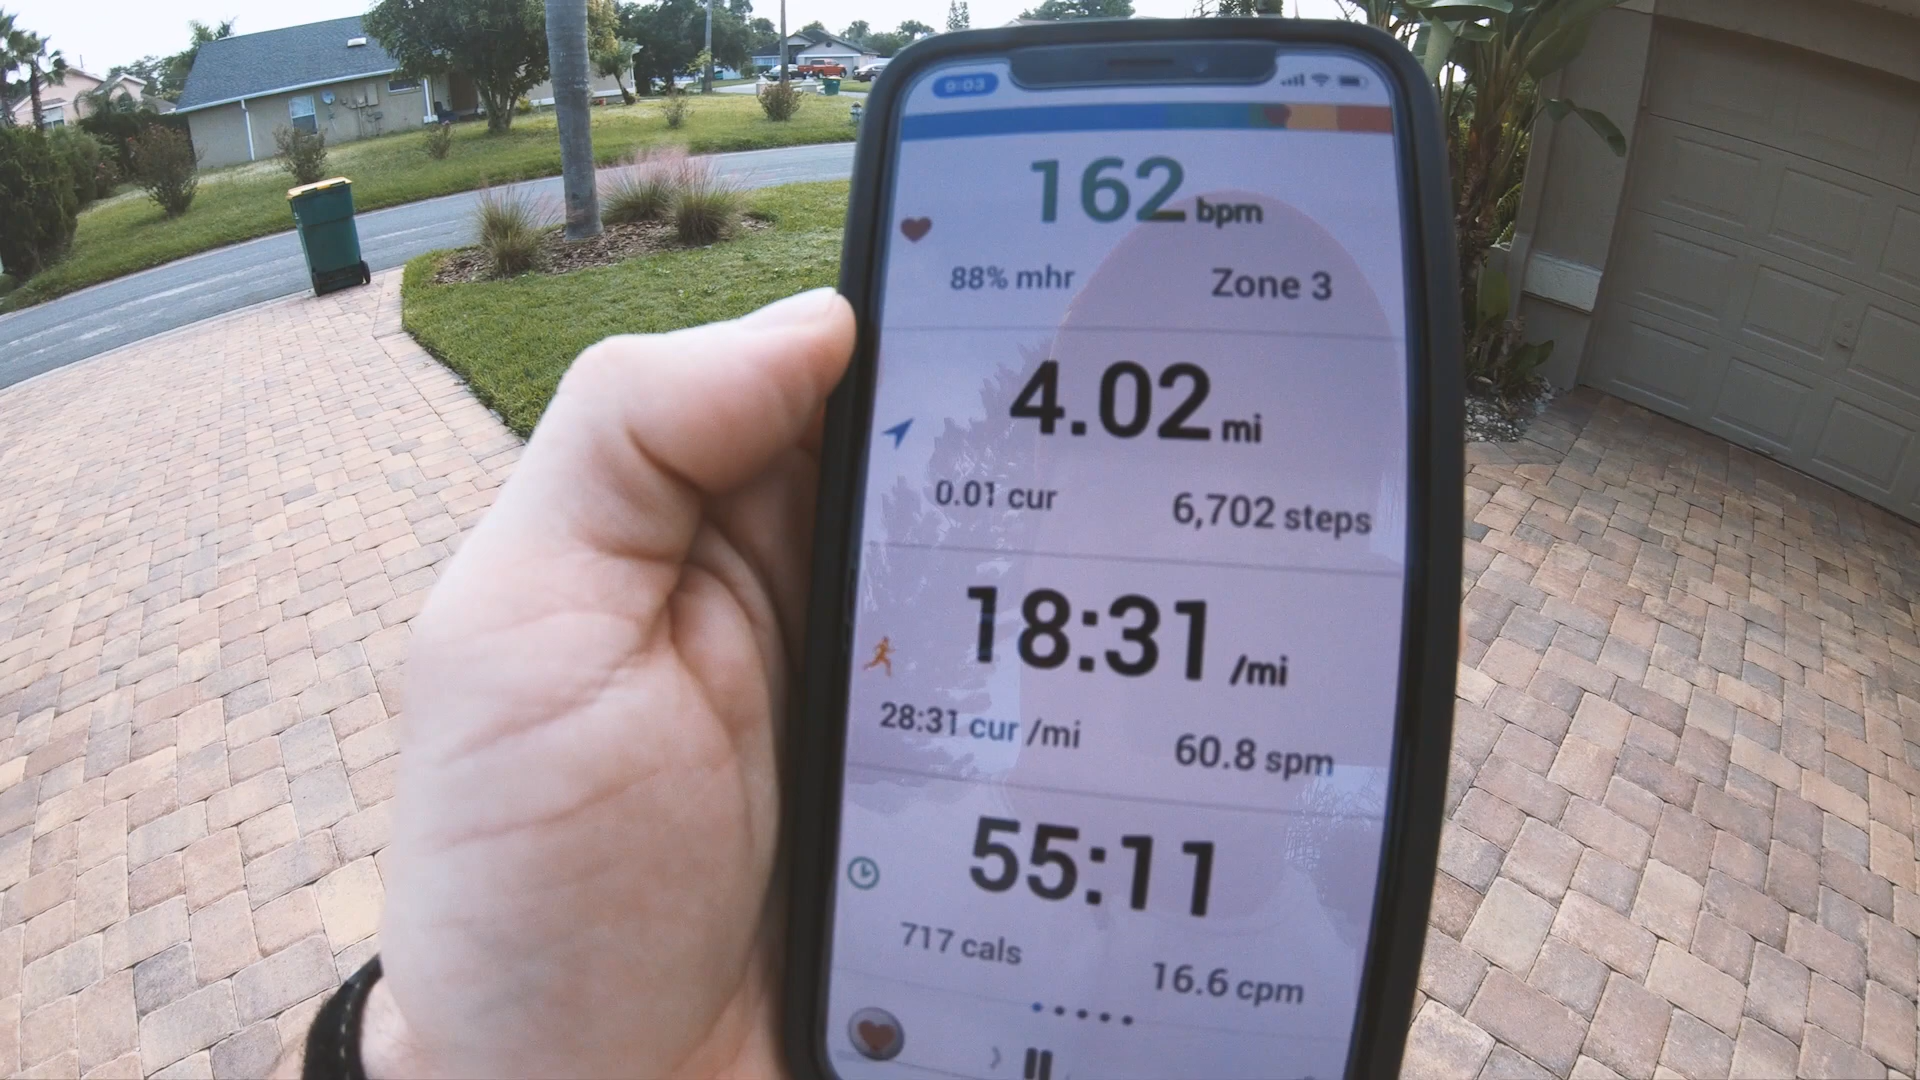 9:03
162 bpm
88% mhr Zone 3
4.02 mi
0.01 cur 6,702 steps
18:31 /mi
28:31 cur /mi 60.8 spm
55:11
717 cals 16.6 cpm